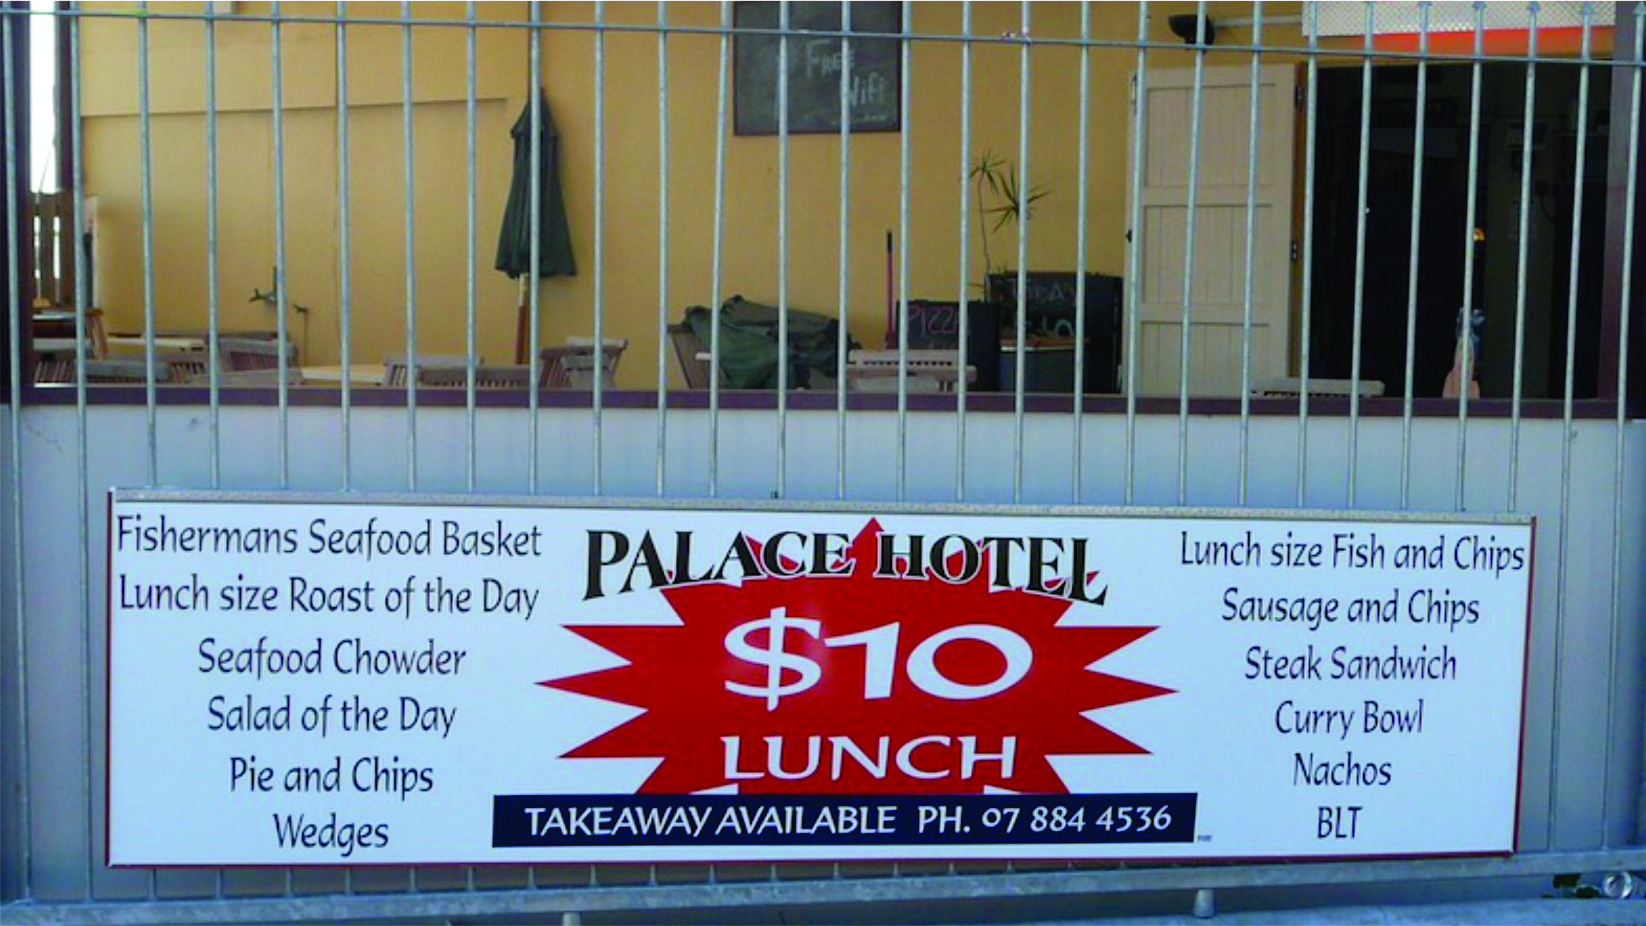 FREE
Wifi
PIZZA
Fishermans Seafood Basket
Lunch size Roast of the Day
Seafood Chowder
Salad of the Day
Pie and Chips
Wedges
PALACE HOTEL
$10
LUNCH
TAKEAWAY AVAILABLE PH. 07 884 4536
Lunch size Fish and Chips
Sausage and Chips
Steak Sandwich
Curry Bowl
Nachos
BLT